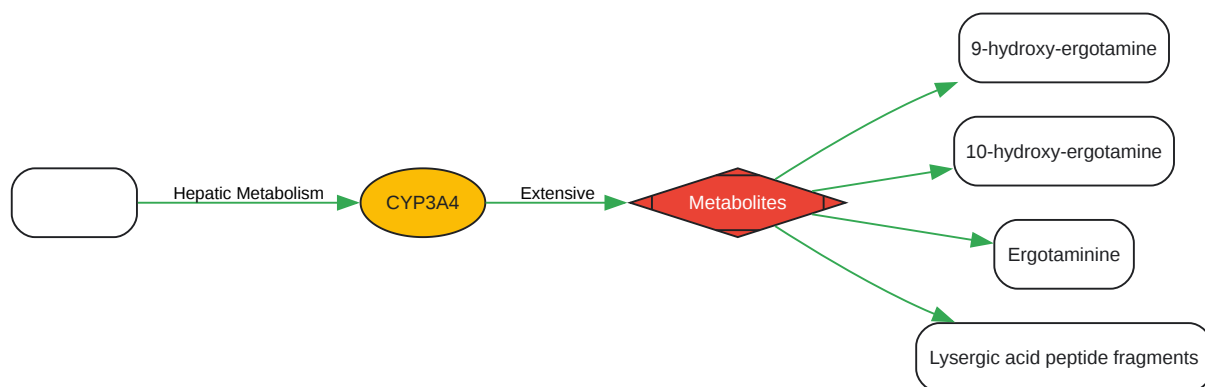 Hepatic Metabolism
CYP3A4
Extensive
Metabolites
9-hydroxy-ergotamine
10-hydroxy-ergotamine
Ergotaminine
Lysergic acid peptide fragments